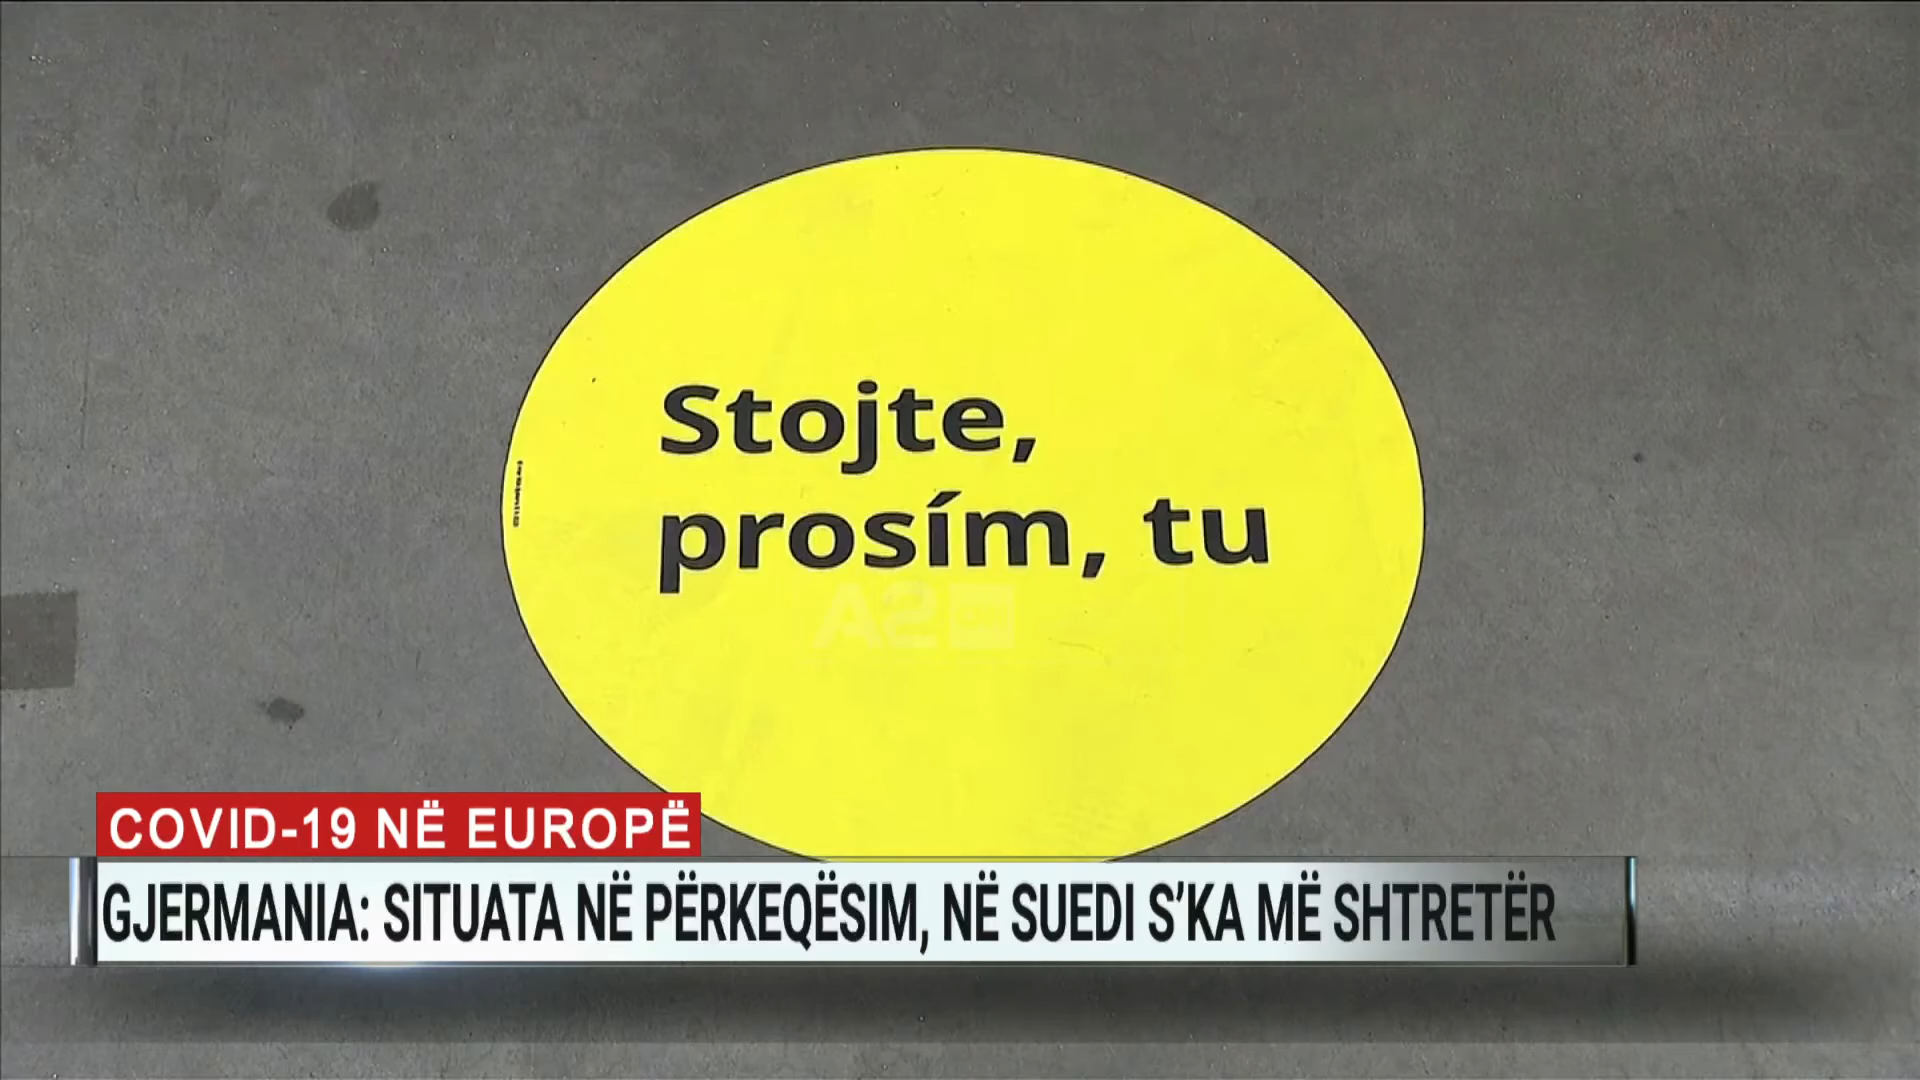 Stojte,
prosím, tu
COVID-19 NË EUROPË
GJERMANIA: SITUATA NË PËRKEQËSIM, NË SUEDI S’KA MË SHTRETËR